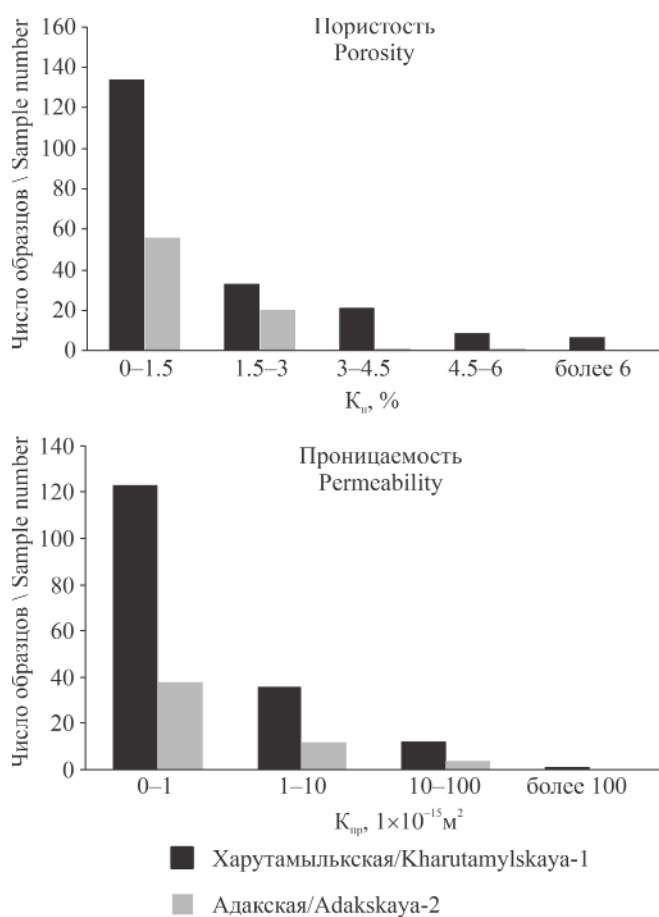 Пористость
Porosity
Число образцов \ Sample number
160
140
120
100
80
60
40
20
0
0–1.5
1.5–3
3–4.5
4.5–6
более 6
Kп, %
Проницаемость
Permeability
Число образцов \ Sample number
140
120
100
80
60
40
20
0
0–1
1–10
10–100
более 100
Kпр, 1×10⁻¹⁵м²
Харутамылькская/Kharutamylskaya-1
Адакская/Adakskaya-2